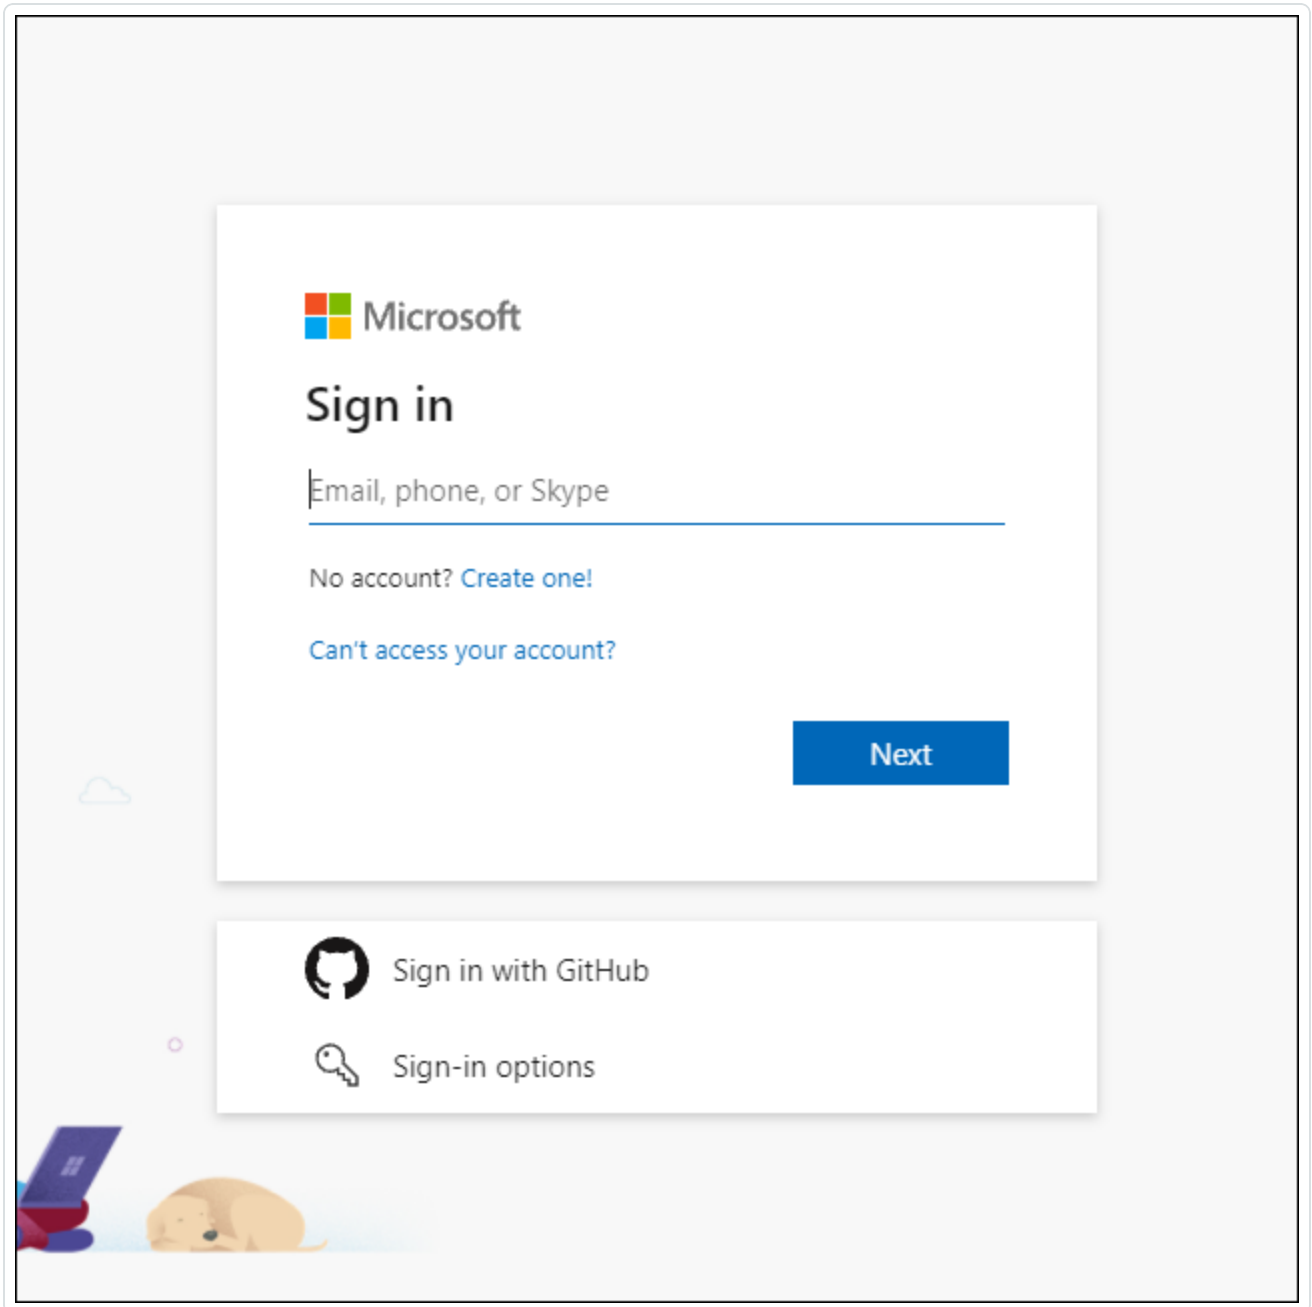 Microsoft
Sign in
Email, phone, or Skype
No account? Create one!
Can't access your account?
Next
Sign in with GitHub
Sign-in options